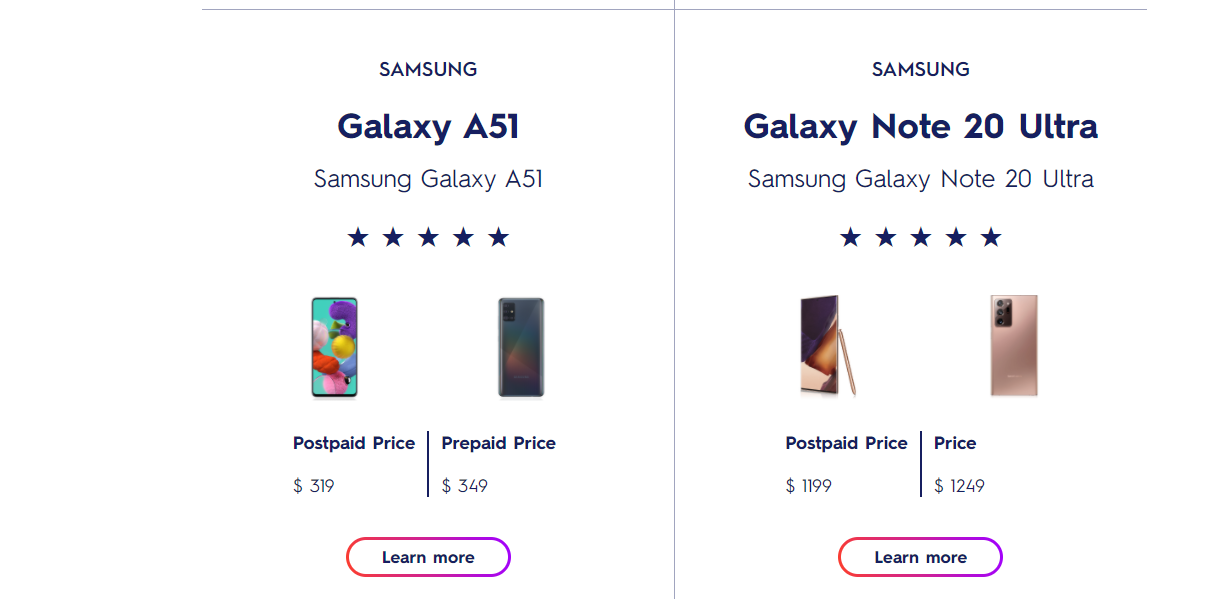 SAMSUNG
Galaxy A51
Samsung Galaxy A51
★ ★ ★ ★ ★
Postpaid Price
Prepaid Price
$ 319
$ 349
Learn more
SAMSUNG
Galaxy Note 20 Ultra
Samsung Galaxy Note 20 Ultra
★ ★ ★ ★ ★
Postpaid Price
Price
$ 1199
$ 1249
Learn more